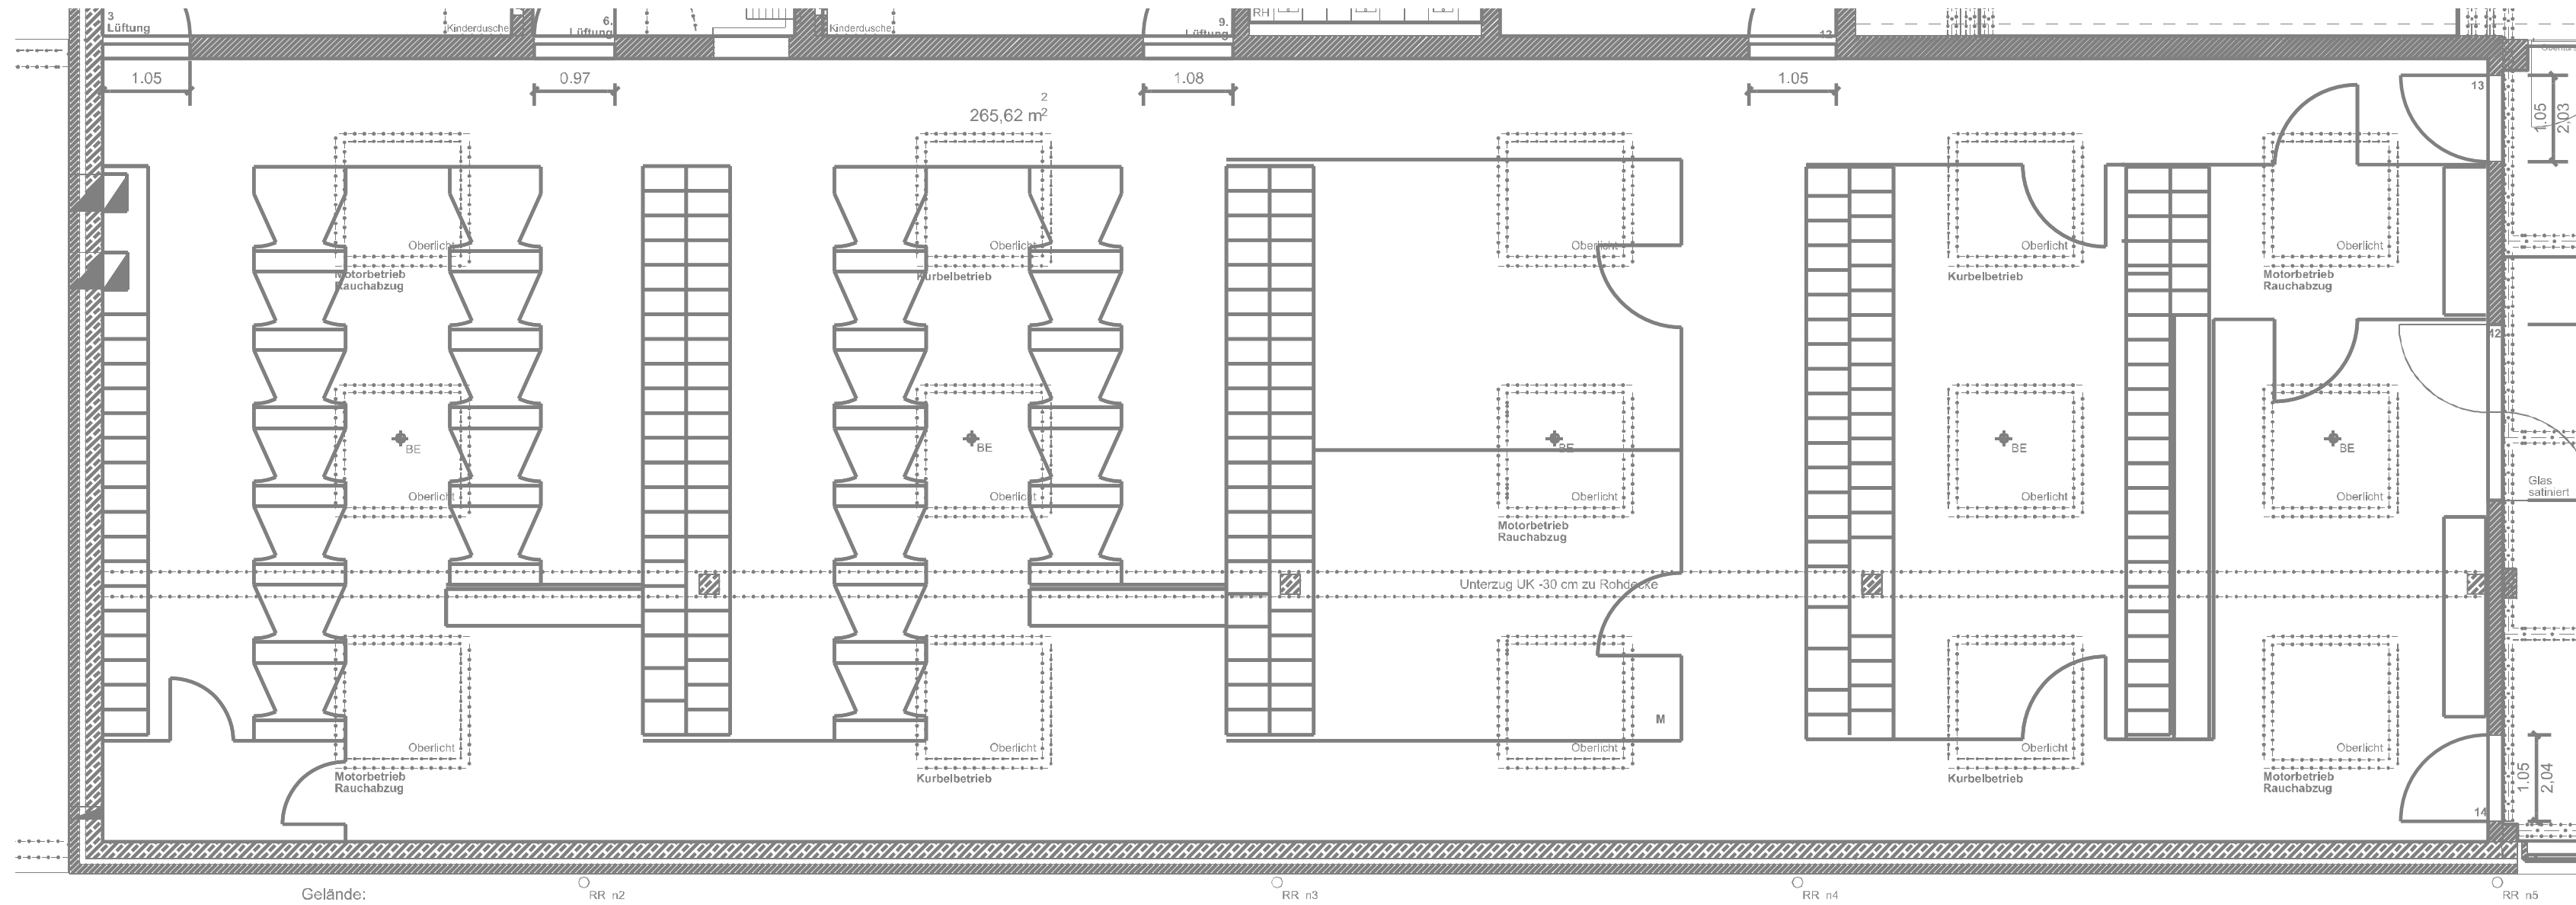 3
Lüftung
Kinderdusche
6.
Lüftung
Kinderdusche
9.
Lüftung
RH
12
1.05
0.97
1.08
1.05
13
1.05
2,03
2
265,62 m²
Oberlicht
Motorbetrieb
Rauchabzug
Oberlicht
Kurbelbetrieb
Oberlicht
Oberlicht
Kurbelbetrieb
Oberlicht
Motorbetrieb
Rauchabzug
12
BE
BE
BE
BE
BE
Oberlicht
Oberlicht
Oberlicht
Motorbetrieb
Rauchabzug
Oberlicht
Oberlicht
Glas
satiniert
Unterzug UK -30 cm zu Rohdecke
M
Oberlicht
Motorbetrieb
Rauchabzug
Oberlicht
Kurbelbetrieb
Oberlicht
Oberlicht
Kurbelbetrieb
Oberlicht
Motorbetrieb
Rauchabzug
1.05
2,04
14
Gelände:
RR n2
RR n3
RR n4
RR n5